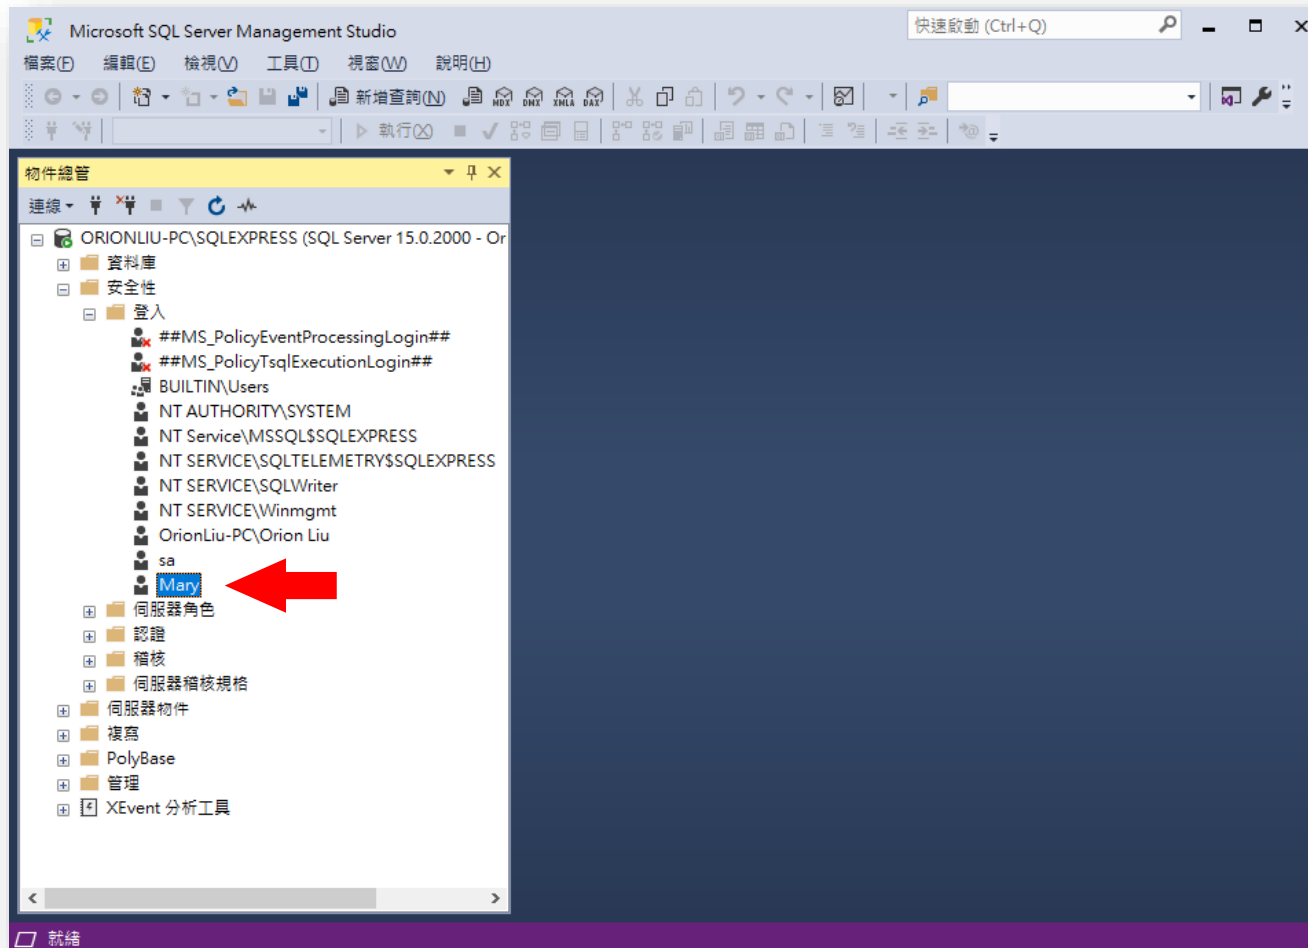 Microsoft SQL Server Management Studio
快速啟動 (Ctrl+Q)
檔案(F) 編輯(E) 檢視(V) 工具(T) 視窗(W) 說明(H)
新增查詢(N) MDX DMX XMLA DAX
執行(X)
物件總管
連線
ORIONLIU-PC\SQLEXPRESS (SQL Server 15.0.2000 - Or
資料庫
安全性
登入
##MS_PolicyEventProcessingLogin##
##MS_PolicyTsqlExecutionLogin##
BUILTIN\Users
NT AUTHORITY\SYSTEM
NT Service\MSSQL$SQLEXPRESS
NT SERVICE\SQLTELEMETRY$SQLEXPRESS
NT SERVICE\SQLWriter
NT SERVICE\Winmgmt
OrionLiu-PC\Orion Liu
sa
Mary
伺服器角色
認證
稽核
伺服器稽核規格
伺服器物件
複寫
PolyBase
管理
XEvent 分析工具
就緒